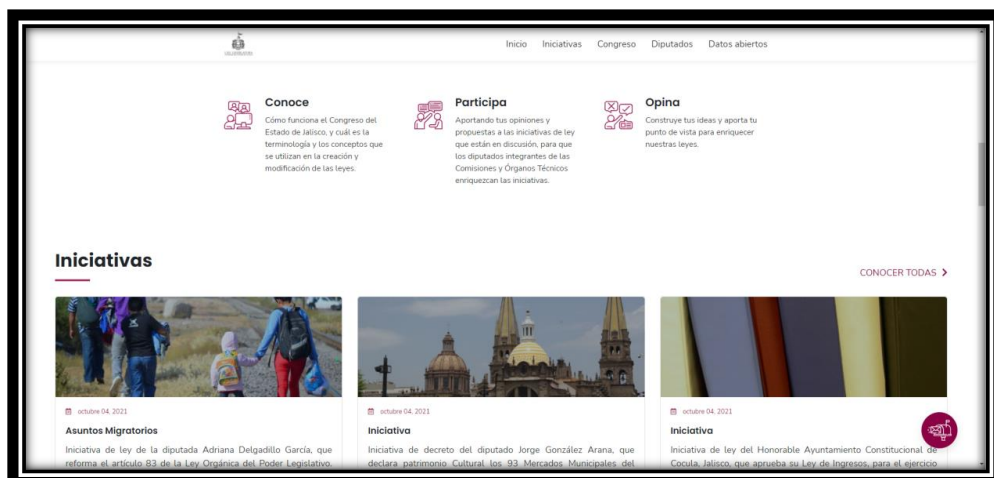 Inicio Iniciativas Congreso Diputados Datos abiertos
Conoce
Cómo funciona el Congreso del
Estado de Jalisco, y cuál es la
terminología y los conceptos que
se utilizan en la creación y
modificación de las leyes.
Participa
Aportando tus opiniones y
propuestas a las iniciativas de ley
que están en discusión, para que
los diputados integrantes de las
Comisiones y Órganos Técnicos
enriquezcan las iniciativas.
Opina
Construye tus ideas y aporta tu
punto de vista para enriquecer
nuestras leyes.
Iniciativas
CONOCER TODAS
octubre 04, 2021
Asuntos Migratorios
Iniciativa de ley de la diputada Adriana Delgadillo García, que
reforma el artículo 83 de la Ley Orgánica del Poder Legislativo.
octubre 04, 2021
Iniciativa
Iniciativa de decreto del diputado Jorge González Arana, que
declara patrimonio Cultural los 93 Mercados Municipales del
octubre 04, 2021
Iniciativa
Iniciativa de ley del Honorable Ayuntamiento Constitucional de
Cocula, Jalisco, que aprueba su Ley de Ingresos, para el ejercicio